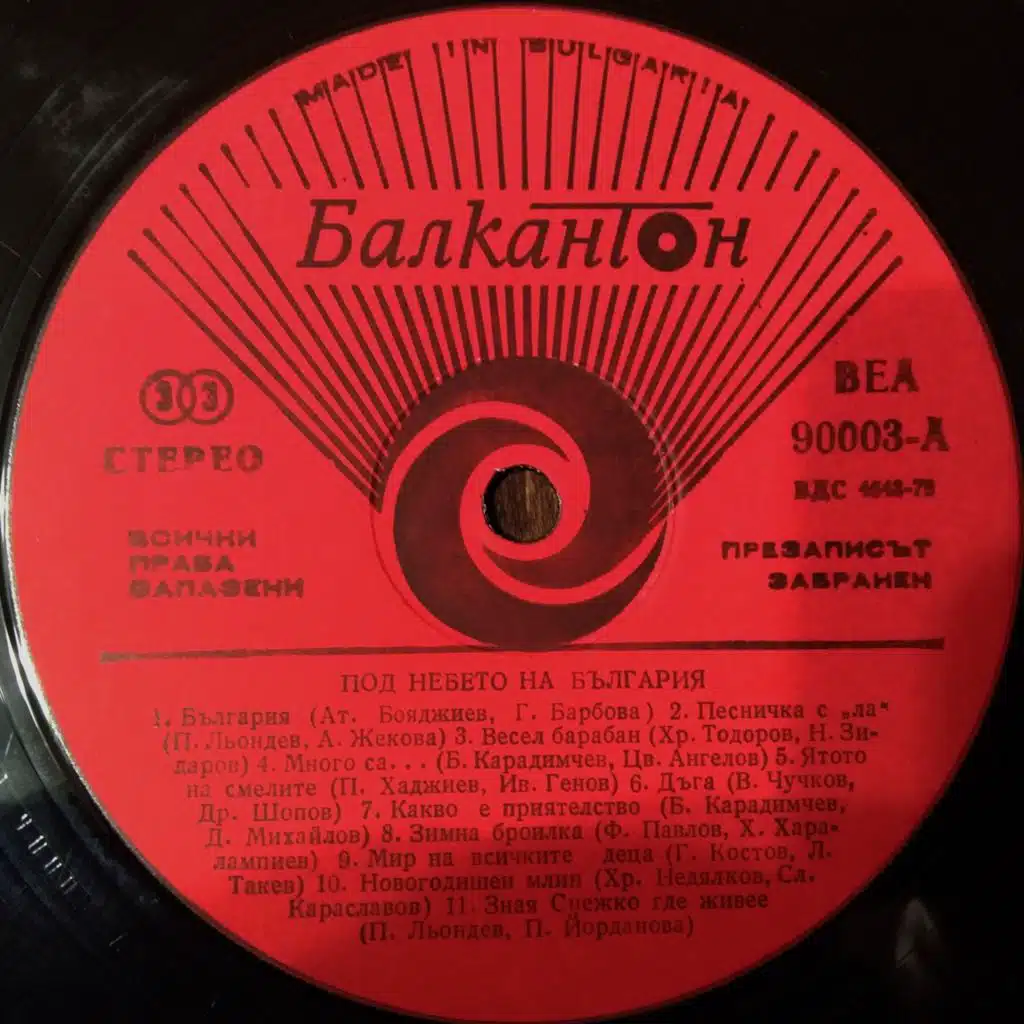 MADE IN BULGARIA
Балкантон
33
СТЕРЕО
ВСИЧКИ
ПРАВА
ЗАПАЗЕНИ
ВЕА
90003-А
ВДС
ПРЕЗАПИСЪТ
ЗАБРАНЕН
ПОД НЕБЕТО НА БЪЛГАРИЯ
1. България (Ат. Бояджиев, Г. Барбова) 2. Песничка с „ла“
(П. Льондев, А. Жекова) 3. Весел барабан (Хр. Тодоров, Н. Зи-
даров) 4. Много са... (Б. Карадимчев, Цв. Ангелов) 5. Ятото
на смелите (П. Хаджиев, Ив. Генов) 6. Дъга (В. Чучков,
Др. Шопов) 7. Какво е приятелство (Б. Карадимчев,
Д. Михайлов) 8. Зимна броилка (Ф. Павлов, Х. Хара-
лампиев) 9. Мир на всичките деца (Г. Костов, Л.
Такев) 10. Новогодишен млин (Хр. Недялков, Сл.
Караславов) 11. Зная Снежко где живее
(П. Льондев, П. Йорданова)